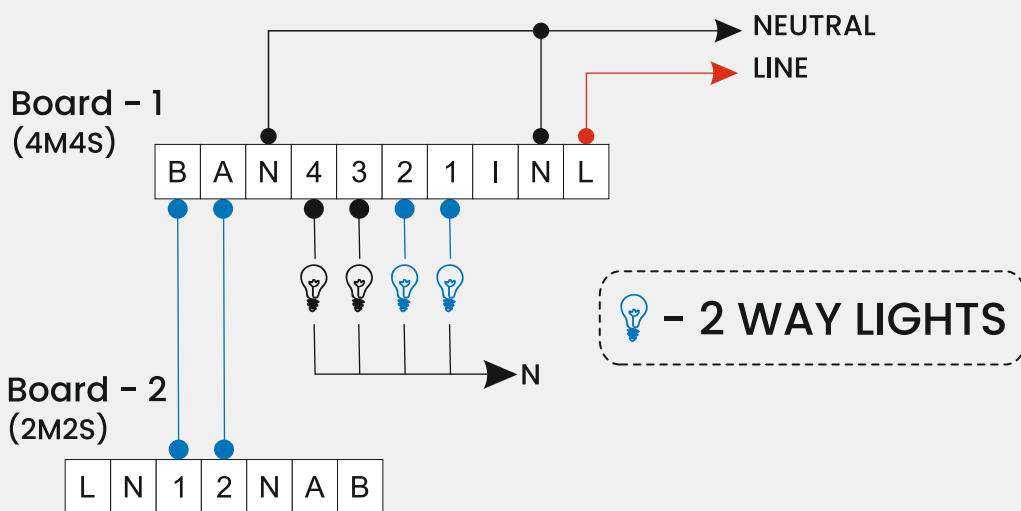 NEUTRAL
LINE
Board - 1
(4M4S)
B A N 4 3 2 1 I N L
- 2 WAY LIGHTS
N
Board - 2
(2M2S)
L N 1 2 N A B